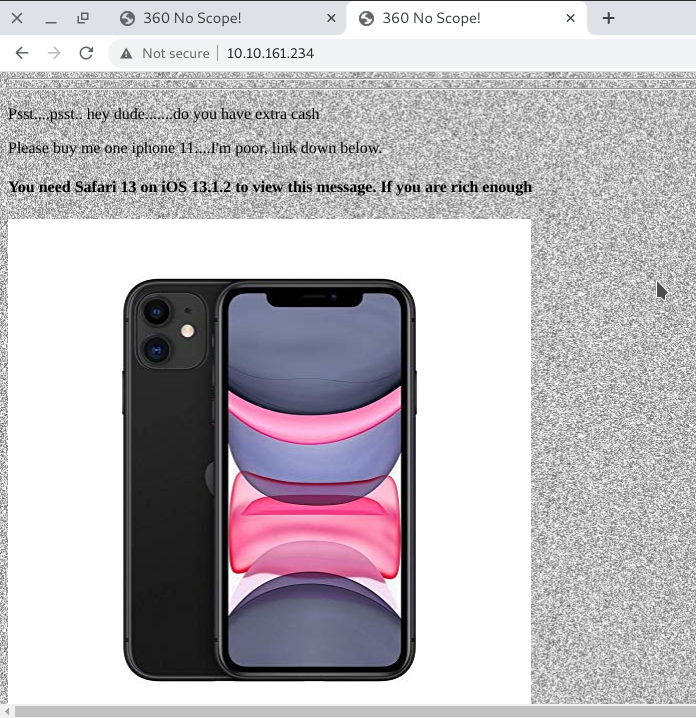 360 No Scope!
360 No Scope!
Not secure
10.10.161.234
Psst....psst.. hey dude.......do you have extra cash
Please buy me one iphone 11....I'm poor, link down below.
You need Safari 13 on iOS 13.1.2 to view this message. If you are rich enough